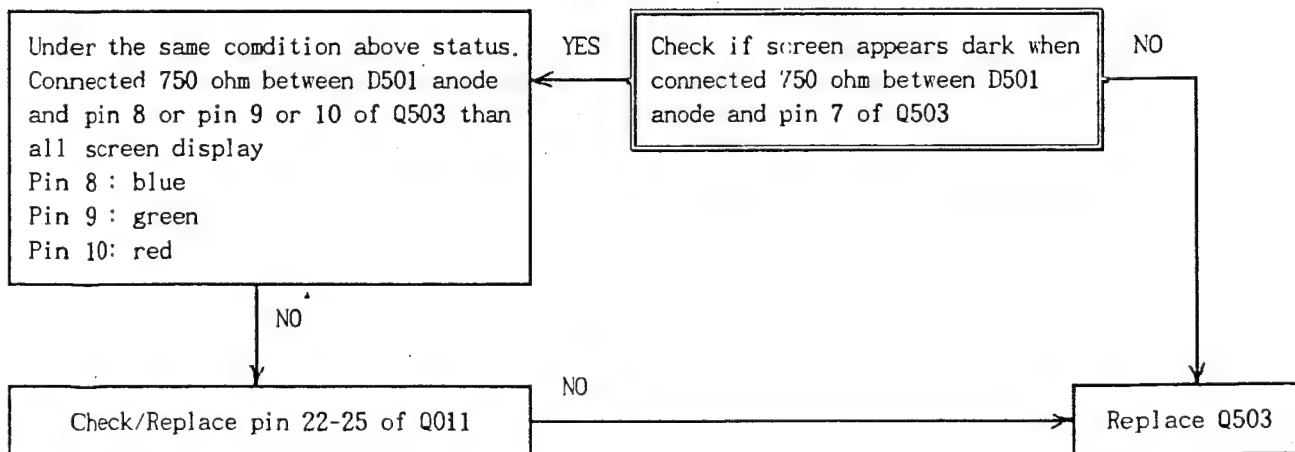 Under the same comdition above status.
Connected 750 ohm between D501 anode
and pin 8 or pin 9 or 10 of Q503 than
all screen display
Pin 8 : blue
Pin 9 : green
Pin 10: red
YES
Check if screen appears dark when
connected 750 ohm between D501
anode and pin 7 of Q503
NO
NO
Check/Replace pin 22-25 of Q011
NO
Replace Q503